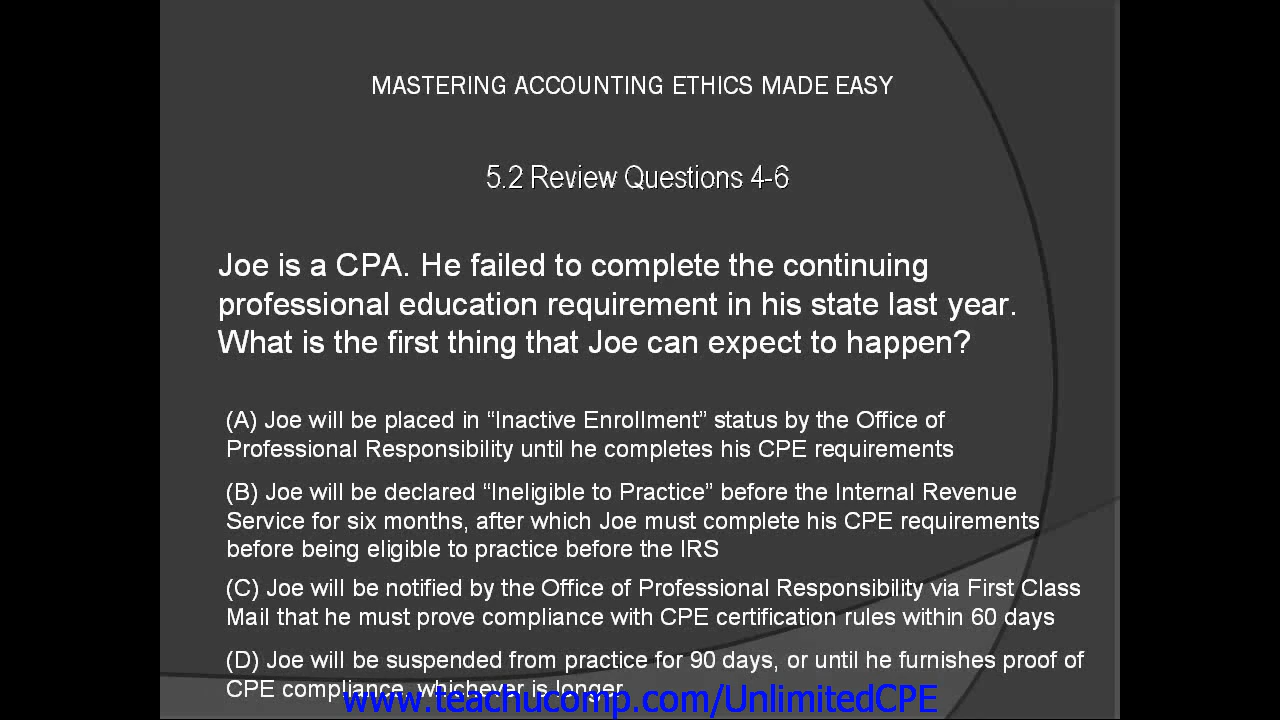 MASTERING ACCOUNTING ETHICS MADE EASY
5.2 Review Questions 4-6
Joe is a CPA. He failed to complete the continuing
professional education requirement in his state last year.
What is the first thing that Joe can expect to happen?
(A) Joe will be placed in “Inactive Enrollment” status by the Office of
Professional Responsibility until he completes his CPE requirements
(B) Joe will be declared “Ineligible to Practice” before the Internal Revenue
Service for six months, after which Joe must complete his CPE requirements
before being eligible to practice before the IRS
(C) Joe will be notified by the Office of Professional Responsibility via First Class
Mail that he must prove compliance with CPE certification rules within 60 days
(D) Joe will be suspended from practice for 90 days, or until he furnishes proof of
CPE compliance, whichever is longer
www.teachucomp.com/UnlimitedCPE